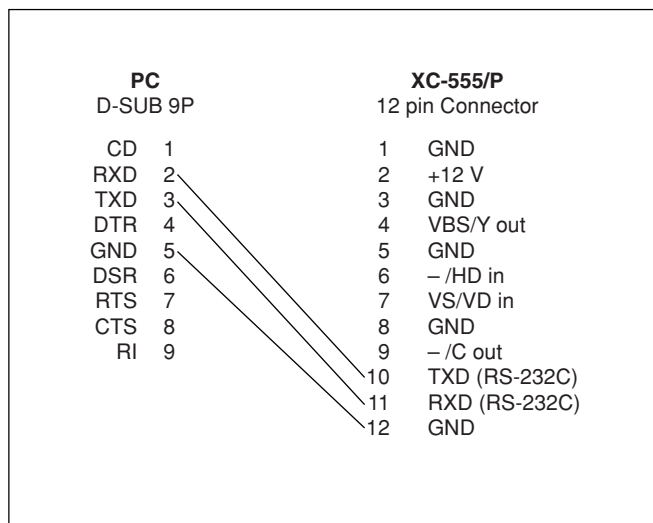 PC XC-555/P
D-SUB 9P 12 pin Connector
CD 1 1 GND
RXD 2 2 +12 V
TXD 3 3 GND
DTR 4 4 VBS/Y out
GND 5 5 GND
DSR 6 6 – /HD in
RTS 7 7 VS/VD in
CTS 8 8 GND
RI 9 9 – /C out
10 TXD (RS-232C)
11 RXD (RS-232C)
12 GND